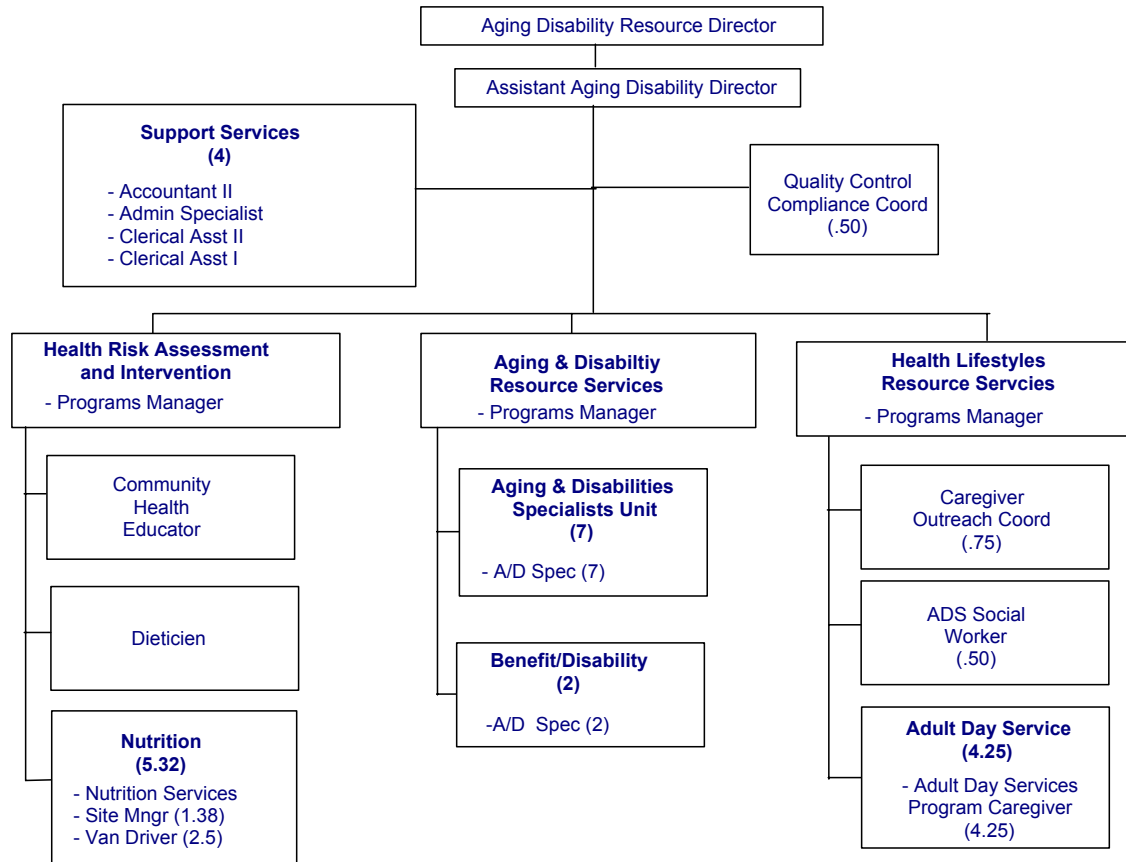 Aging Disability Resource Director
Assistant Aging Disability Director
Support Services
(4)
- Accountant II
- Admin Specialist
- Clerical Asst II
- Clerical Asst I
Quality Control
Compliance Coord
(.50)
Health Risk Assessment
and Intervention
- Programs Manager
Community
Health
Educator
Dieticien
Nutrition
(5.32)
- Nutrition Services
- Site Mngr (1.38)
- Van Driver (2.5)
Aging & Disabiltiy
Resource Services
- Programs Manager
Aging & Disabilities
Specialists Unit
(7)
- A/D Spec (7)
Benefit/Disability
(2)
-A/D Spec (2)
Health Lifestyles
Resource Servcies
- Programs Manager
Caregiver
Outreach Coord
(.75)
ADS Social
Worker
(.50)
Adult Day Service
(4.25)
- Adult Day Services
Program Caregiver
(4.25)